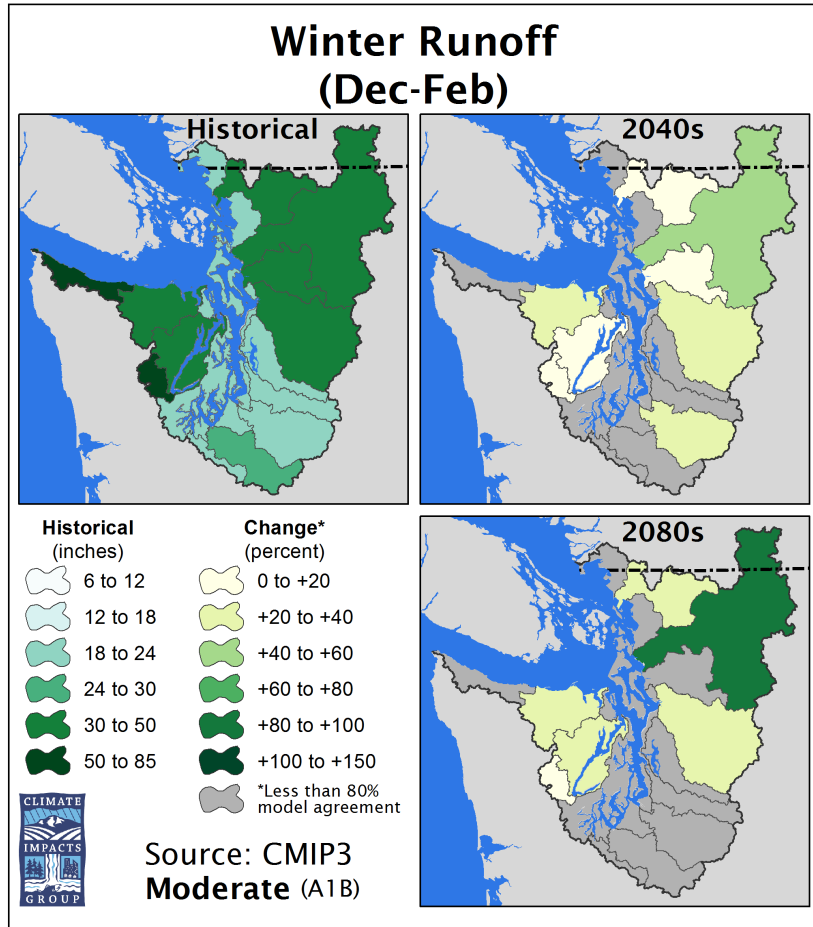 Winter Runoff
(Dec-Feb)
Historical
2040s
Historical
(inches)
6 to 12
12 to 18
18 to 24
24 to 30
30 to 50
50 to 85
Change*
(percent)
0 to +20
+20 to +40
+40 to +60
+60 to +80
+80 to +100
+100 to +150
*Less than 80%
model agreement
2080s
CLIMATE
IMPACTS
GROUP
Source: CMIP3
Moderate (A1B)